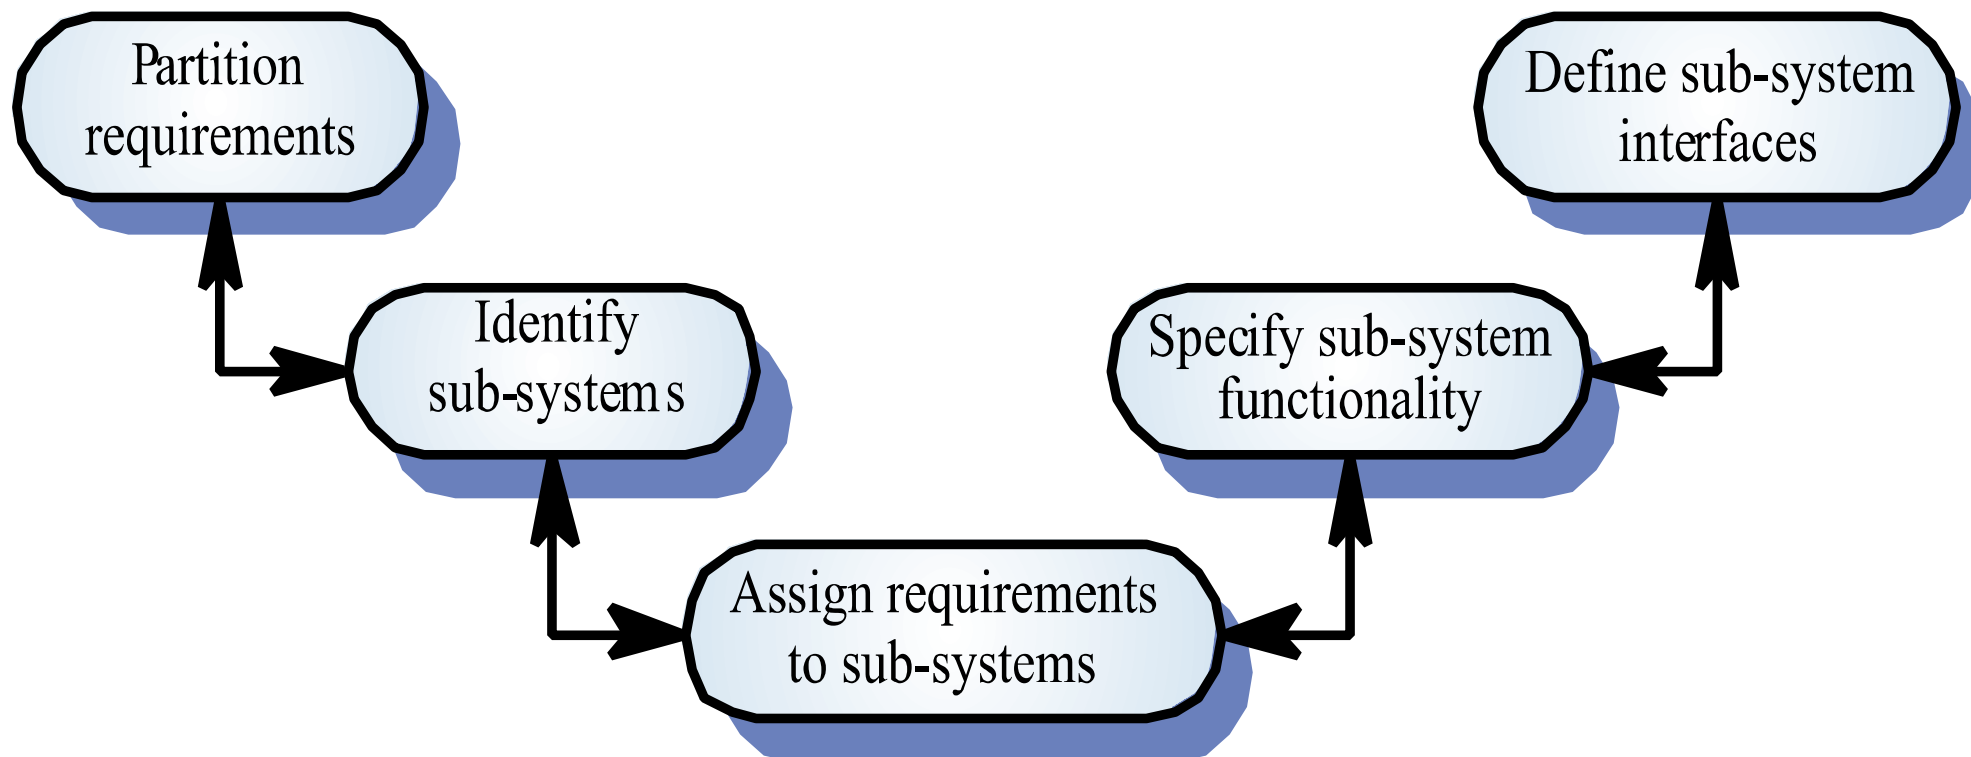 Partition
requirements
Identify
sub-systems
Assign requirements
to sub-systems
Specify sub-system
functionality
Define sub-system
interfaces